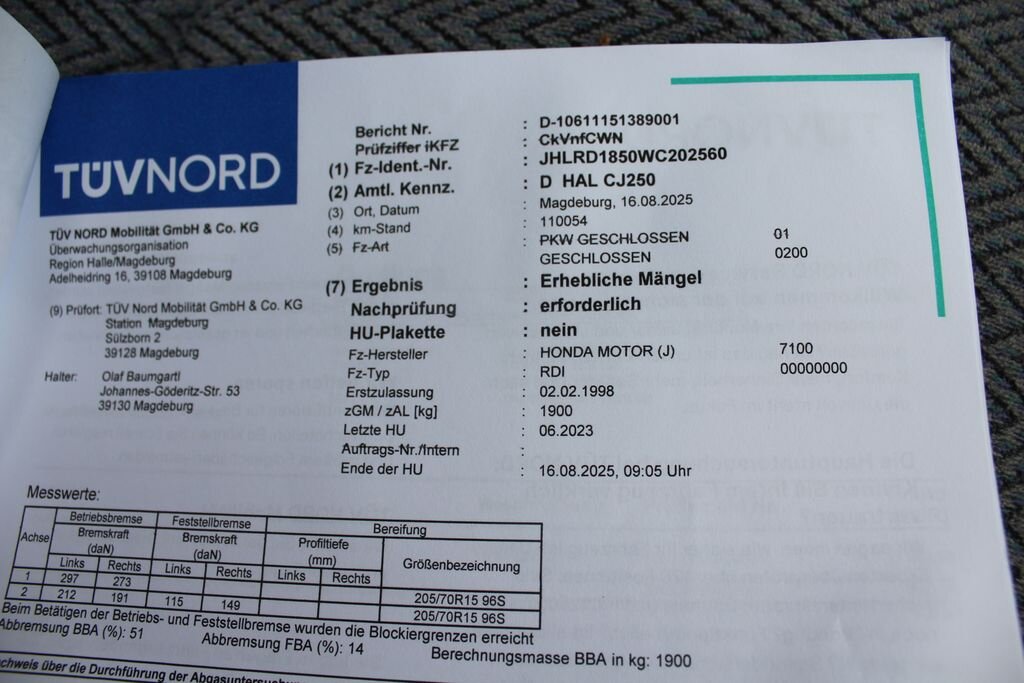 TÜVNORD
TÜV NORD Mobilität GmbH & Co. KG
Überwachungsorganisation
Region Halle/Magdeburg
Adelheidring 16, 39108 Magdeburg
(9) Prüfort: TÜV Nord Mobilität GmbH & Co. KG
Station Magdeburg
Sülzborn 2
39128 Magdeburg
Halter: Olaf Baumgartl
Johannes-Göderitz-Str. 53
39130 Magdeburg
Bericht Nr. : D-10611151389001
Prüfziffer iKFZ : CkVnfCWN
(1) Fz-Ident.-Nr. : JHLRD1850WC202560
(2) Amtl. Kennz. : D HAL CJ250
(3) Ort, Datum : Magdeburg, 16.08.2025
(4) km-Stand : 110054
(5) Fz-Art : PKW GESCHLOSSEN 01
GESCHLOSSEN 0200
(7) Ergebnis : Erhebliche Mängel
Nachprüfung : erforderlich
HU-Plakette : nein
Fz-Hersteller : HONDA MOTOR (J) 7100
Fz-Typ : RDI 00000000
Erstzulassung : 02.02.1998
zGM / zAL [kg] : 1900
Letzte HU : 06.2023
Auftrags-Nr./Intern :
Ende der HU : 16.08.2025, 09:05 Uhr
Messwerte:
Achse Betriebsbremse Feststellbremse Bereifung
Bremskraft (daN) Bremskraft (daN) Profiltiefe (mm) Größenbezeichnung
Links Rechts Links Rechts Links Rechts
1 297 273 205/70R15 96S
2 212 191 115 149 205/70R15 96S
Beim Betätigen der Betriebs- und Feststellbremse wurden die Blockiergrenzen erreicht
Abbremsung BBA (%): 51 Abbremsung FBA (%): 14 Berechnungsmasse BBA in kg: 1900
chweis über die Durchführung der Abgasuntersuchun